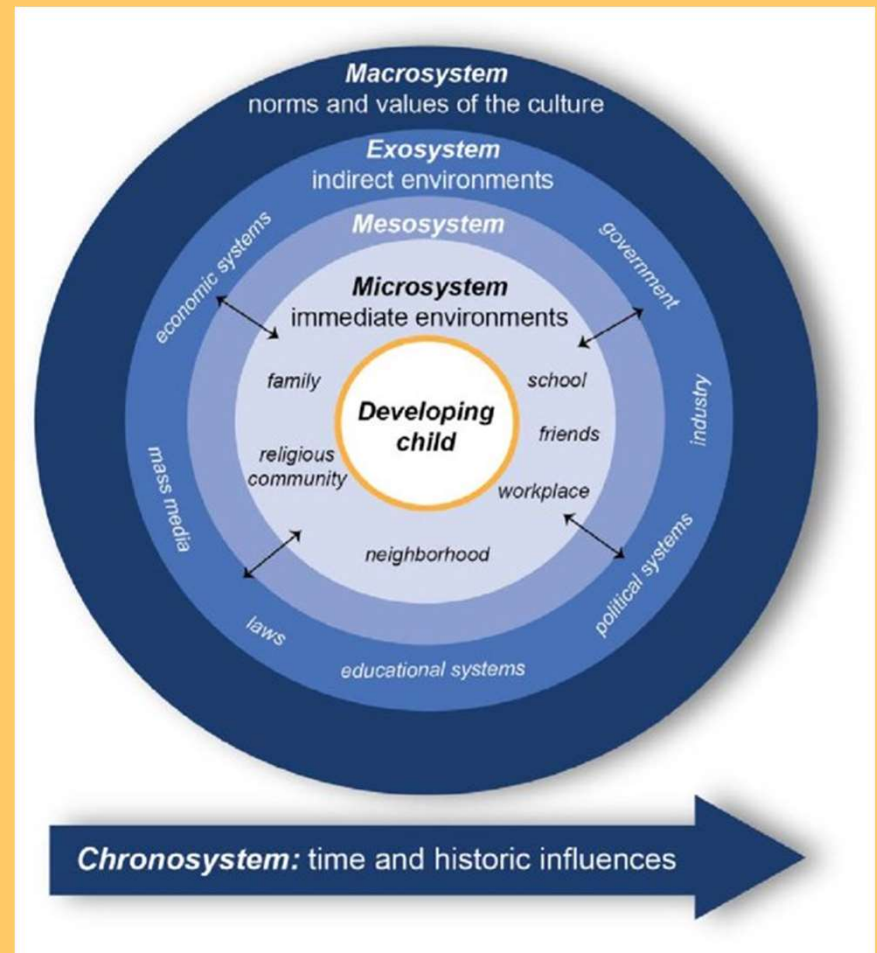 Macrosystem
norms and values of the culture
Exosystem
indirect environments
Mesosystem
Microsystem
immediate environments
economic systems
government
family
school
Developing
child
friends
industry
religious
community
workplace
mass media
neighborhood
political systems
laws
educational systems
Chronosystem: time and historic influences